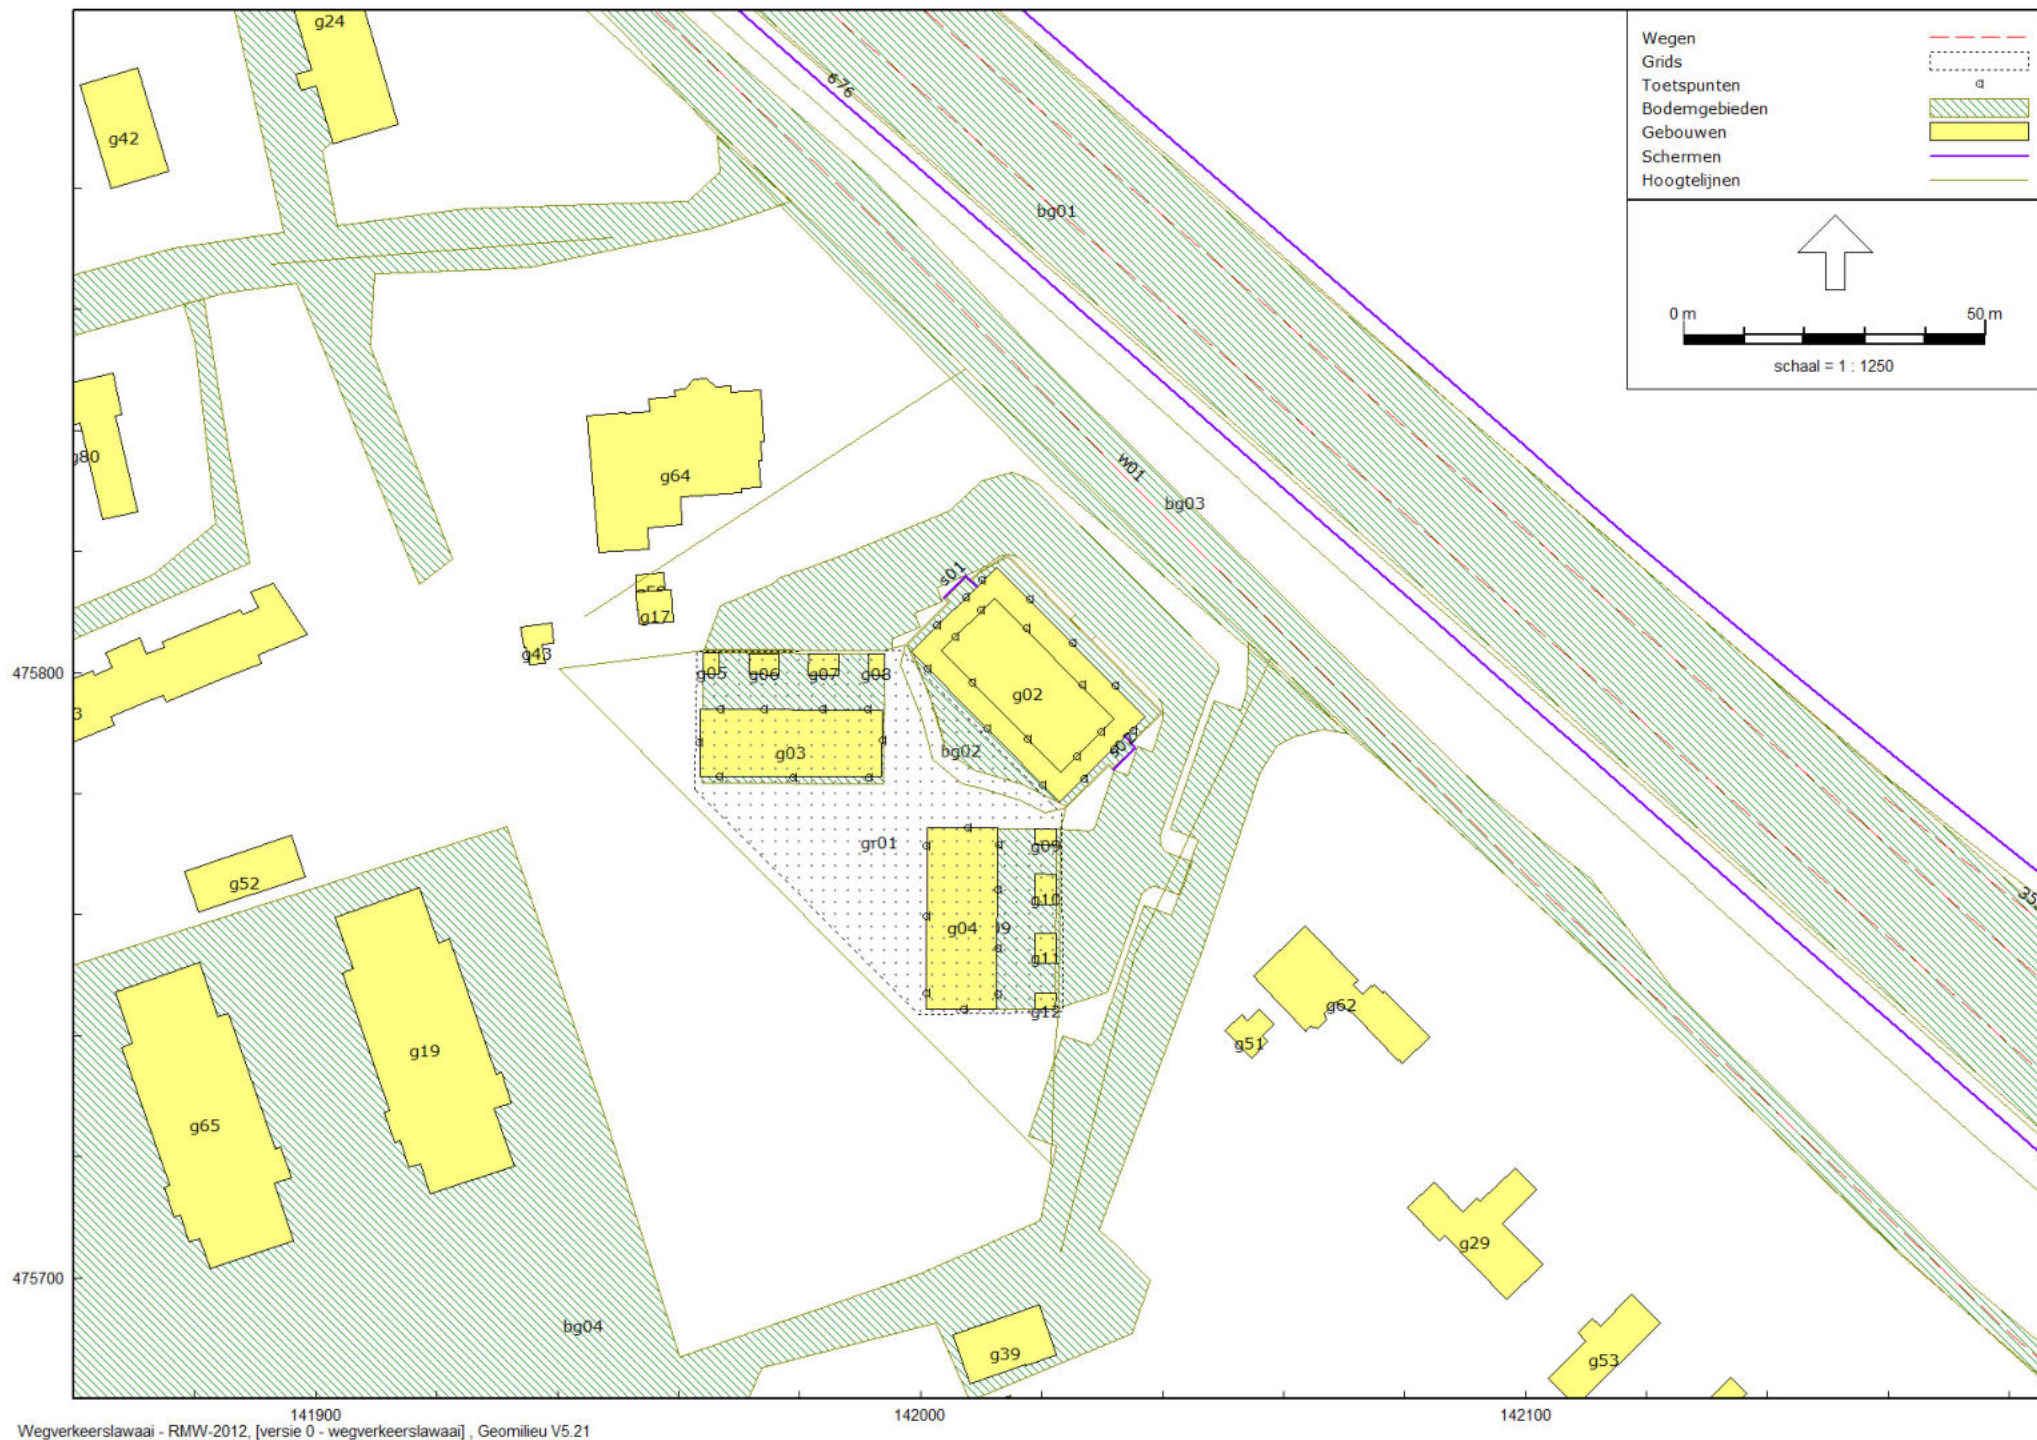 g24
Wegen
Grids
Toetspunten
Bodemgebieden
Gebouwen
Schermen
Hoogtelijnen
676
g42
bg01
0 m 50 m
schaal = 1 : 1250
g80
g64
w01
bg03
s01
g17
g43
475800
g05 g06 g07 g08
g02
g03
bg02
s02
gr01
g09
g52
g10
g04
g11
g12
g62
g51
g19
g65
g29
475700
bg04
g39
g53
141900 142000 142100
Wegverkeerslawaai - RMW-2012, [versie 0 - wegverkeerslawaai] , Geomilieu V5.21